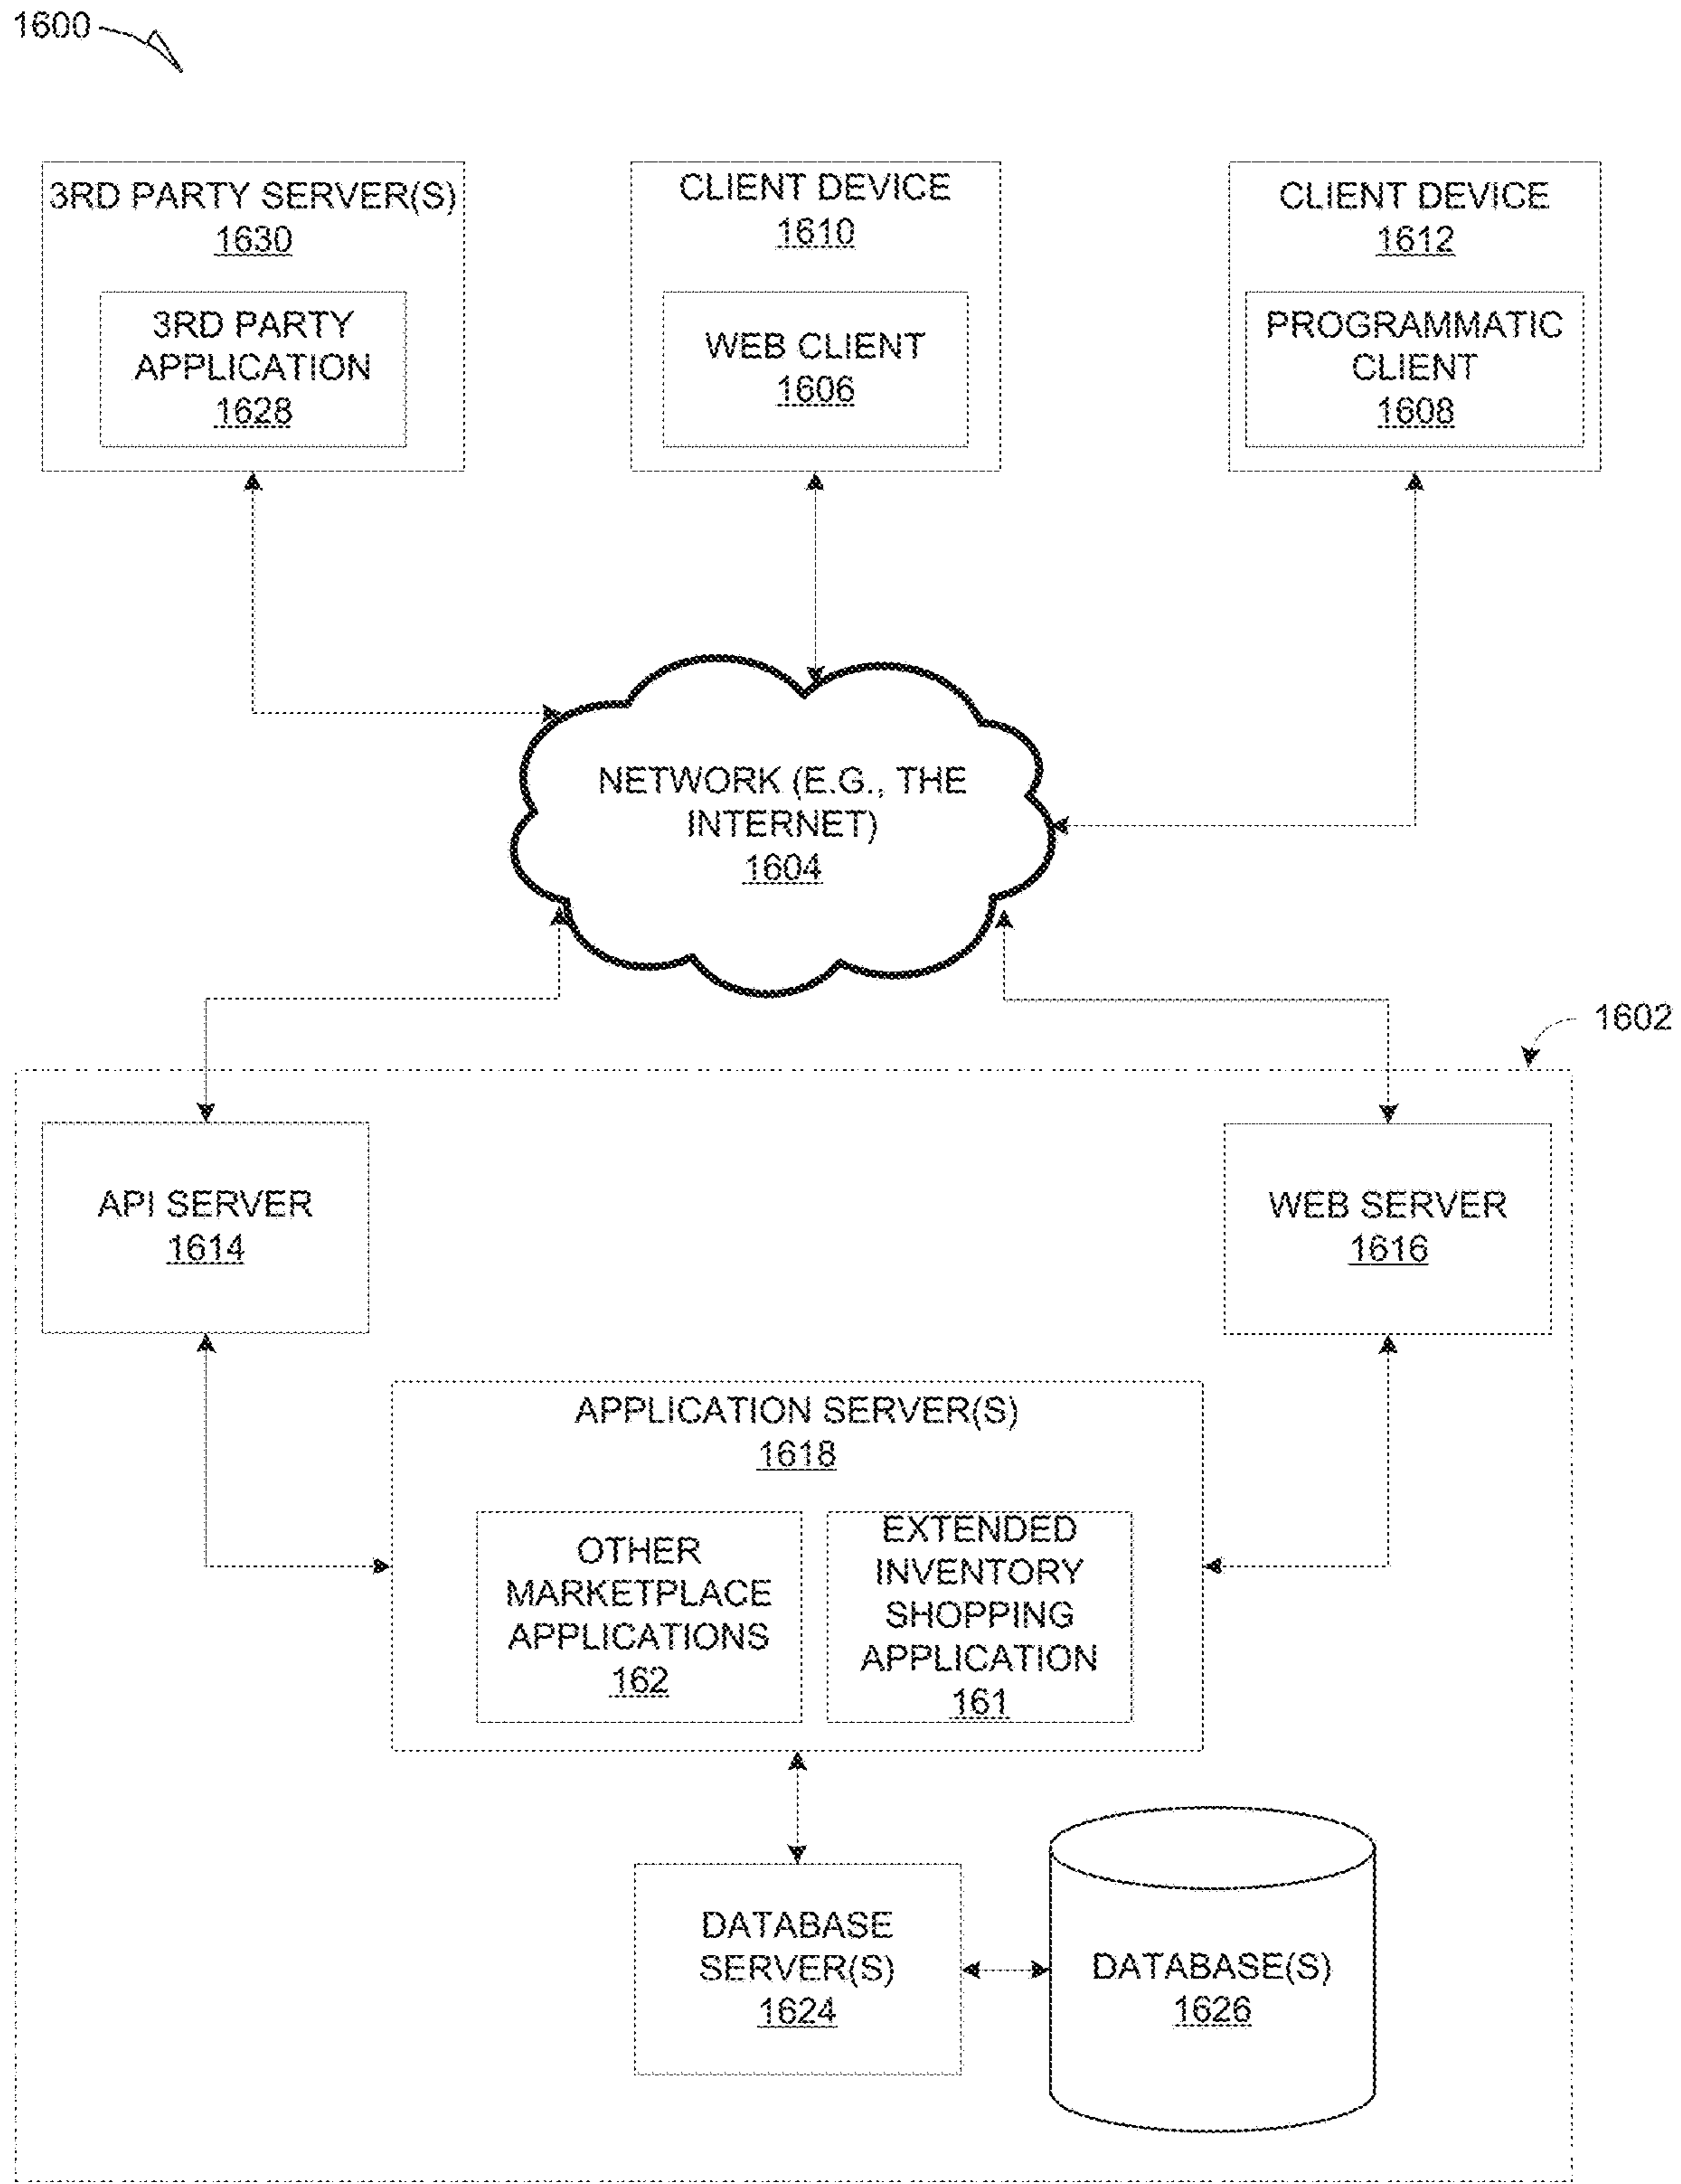 1600
3RD PARTY SERVER(S)
1630
3RD PARTY
APPLICATION
1628
CLIENT DEVICE
1610
WEB CLIENT
1606
CLIENT DEVICE
1612
PROGRAMMATIC
CLIENT
1608
NETWORK (E.G., THE
INTERNET)
1604
1602
API SERVER
1614
WEB SERVER
1616
APPLICATION SERVER(S)
1618
OTHER
MARKETPLACE
APPLICATIONS
162
EXTENDED
INVENTORY
SHOPPING
APPLICATION
161
DATABASE
SERVER(S)
1624
DATABASE(S)
1626